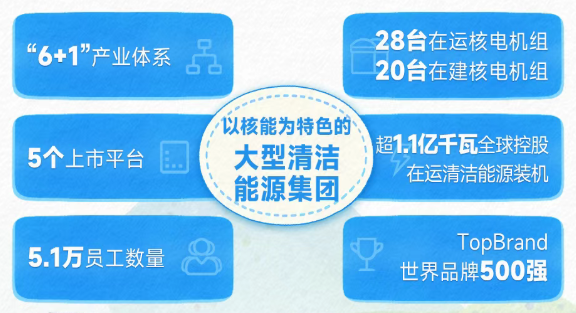 “6+1”产业体系
28台在运核电机组
20台在建核电机组
以核能为特色的
大型清洁
能源集团
5个上市平台
超1.1亿千瓦全球控股
在运清洁能源装机
5.1万员工数量
TopBrand
世界品牌500强